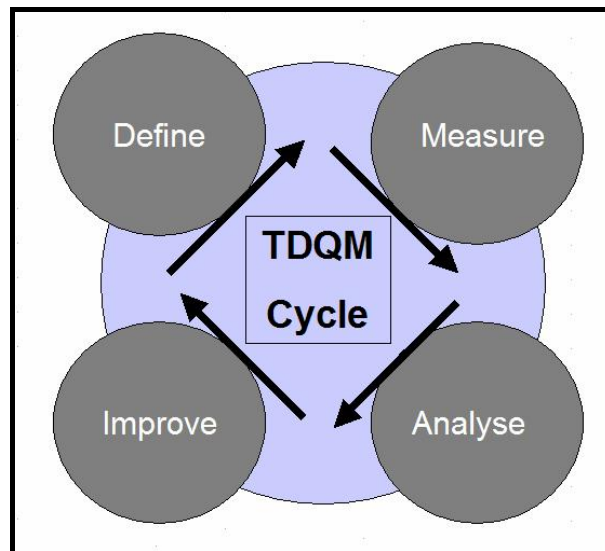 Define
Measure
TDQM
Cycle
Improve
Analyse